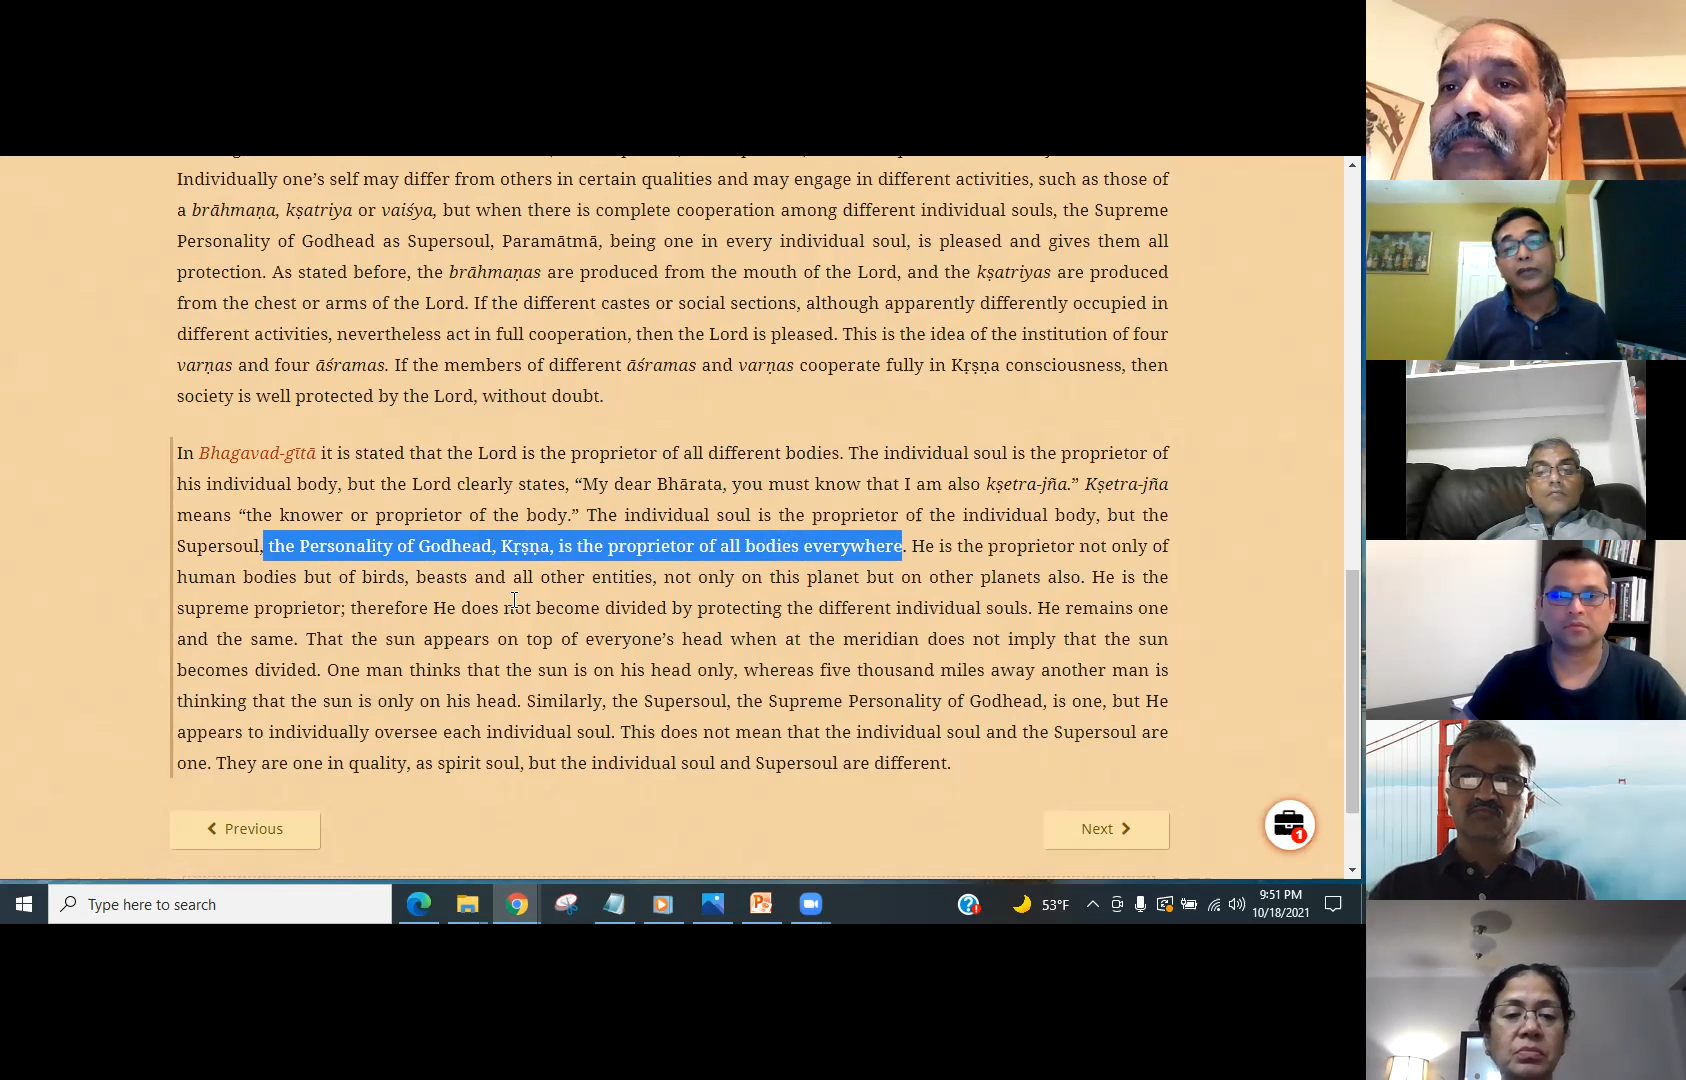 Individually one’s self may differ from others in certain qualities and may engage in different activities, such as those of
a brāhmaṇa, kṣatriya or vaiśya, but when there is complete cooperation among different individual souls, the Supreme
Personality of Godhead as Supersoul, Paramātmā, being one in every individual soul, is pleased and gives them all
protection. As stated before, the brāhmaṇas are produced from the mouth of the Lord, and the kṣatriyas are produced
from the chest or arms of the Lord. If the different castes or social sections, although apparently differently occupied in
different activities, nevertheless act in full cooperation, then the Lord is pleased. This is the idea of the institution of four
varṇas and four āśramas. If the members of different āśramas and varṇas cooperate fully in Kṛṣṇa consciousness, then
society is well protected by the Lord, without doubt.
In Bhagavad-gītā it is stated that the Lord is the proprietor of all different bodies. The individual soul is the proprietor of
his individual body, but the Lord clearly states, “My dear Bhārata, you must know that I am also kṣetra-jña.” Kṣetra-jña
means “the knower or proprietor of the body.” The individual soul is the proprietor of the individual body, but the
Supersoul, the Personality of Godhead, Kṛṣṇa, is the proprietor of all bodies everywhere. He is the proprietor not only of
human bodies but of birds, beasts and all other entities, not only on this planet but on other planets also. He is the
supreme proprietor; therefore He does not become divided by protecting the different individual souls. He remains one
and the same. That the sun appears on top of everyone’s head when at the meridian does not imply that the sun
becomes divided. One man thinks that the sun is on his head only, whereas five thousand miles away another man is
thinking that the sun is only on his head. Similarly, the Supersoul, the Supreme Personality of Godhead, is one, but He
appears to individually oversee each individual soul. This does not mean that the individual soul and the Supersoul are
one. They are one in quality, as spirit soul, but the individual soul and Supersoul are different.
Previous
Next
1
Type here to search
53°F
9:51 PM
10/18/2021